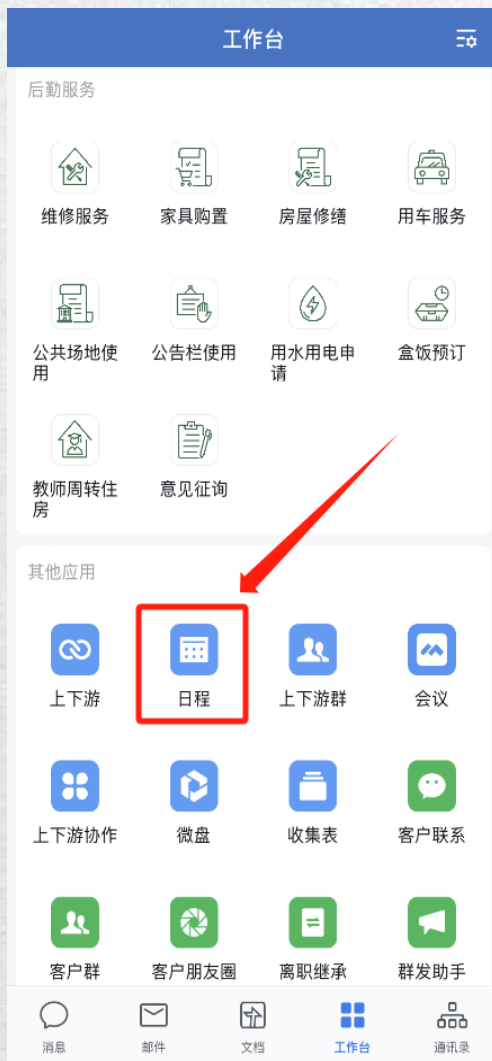 工作台
后勤服务
维修服务 家具购置 房屋修缮 用车服务
公共场地使 公告栏使用 用水用电申 盒饭预订
用 请
教师周转住 意见征询
房
其他应用
上下游 日程 上下游群 会议
上下游协作 微盘 收集表 客户联系
客户群 客户朋友圈 离职继承 群发助手
消息 邮件 文档 工作台 通讯录